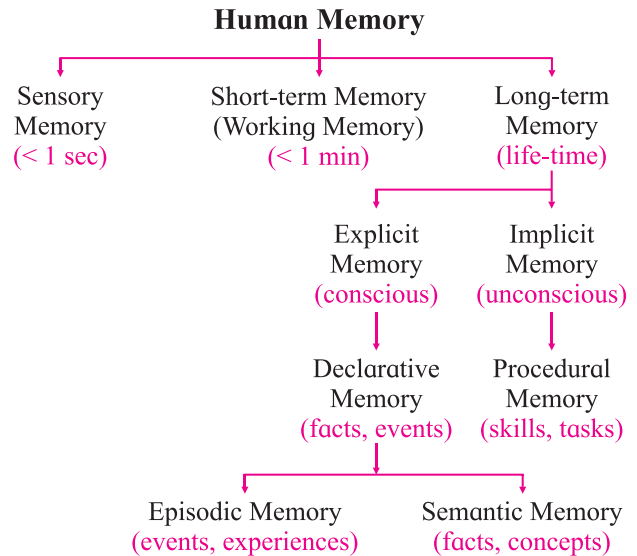 Human Memory
Sensory
Memory
(< 1 sec)
Short-term Memory
(Working Memory)
(< 1 min)
Long-term
Memory
(life-time)
Explicit
Memory
(conscious)
Implicit
Memory
(unconscious)
Declarative
Memory
(facts, events)
Procedural
Memory
(skills, tasks)
Episodic Memory
(events, experiences)
Semantic Memory
(facts, concepts)